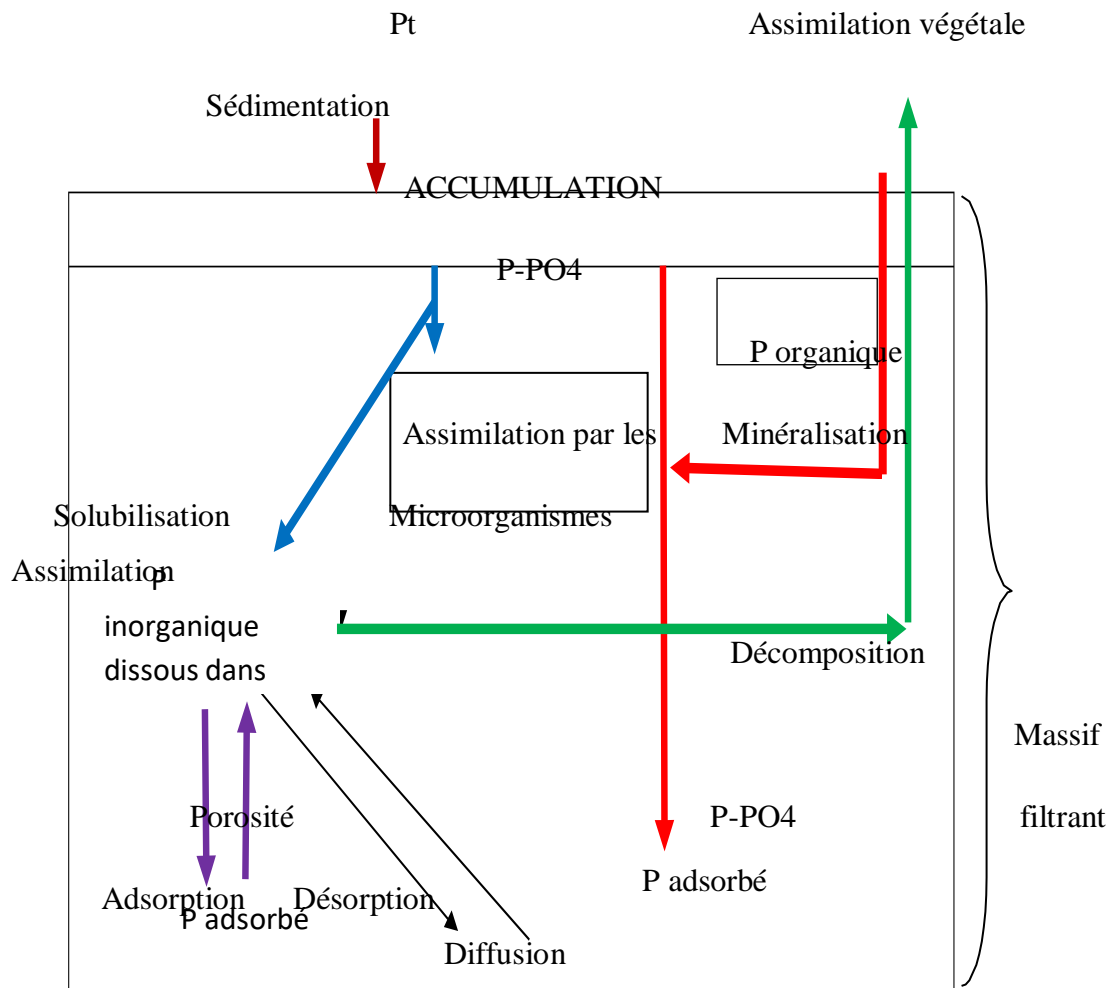 Pt
Assimilation végétale
Sédimentation
ACCUMULATION
P-PO4
P organique
Assimilation par les
Minéralisation
Solubilisation
Microorganismes
Assimilation
P
inorganique
dissous dans
Décomposition
Massif
Porosité
P-PO4
filtrant
P adsorbé
Adsorption
Désorption
P adsorbé
Diffusion